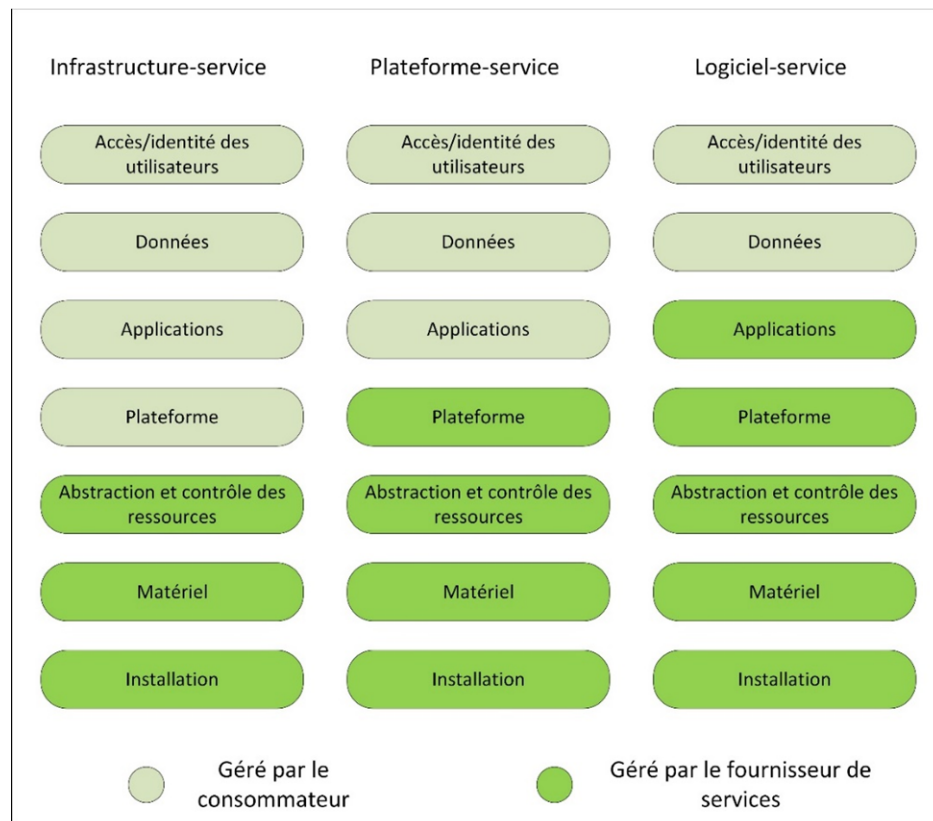 Infrastructure-service
Plateforme-service
Logiciel-service
Accès/identité des
utilisateurs
Accès/identité des
utilisateurs
Accès/identité des
utilisateurs
Données
Données
Données
Applications
Applications
Applications
Plateforme
Plateforme
Plateforme
Abstraction et contrôle des
ressources
Abstraction et contrôle des
ressources
Abstraction et contrôle des
ressources
Matériel
Matériel
Matériel
Installation
Installation
Installation
Géré par le
consommateur
Géré par le fournisseur de
services